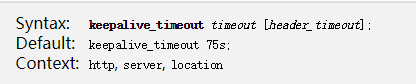 Syntax: keepalive_timeout timeout [header_timeout];
Default: keepalive_timeout 75s;
Context: http, server, location